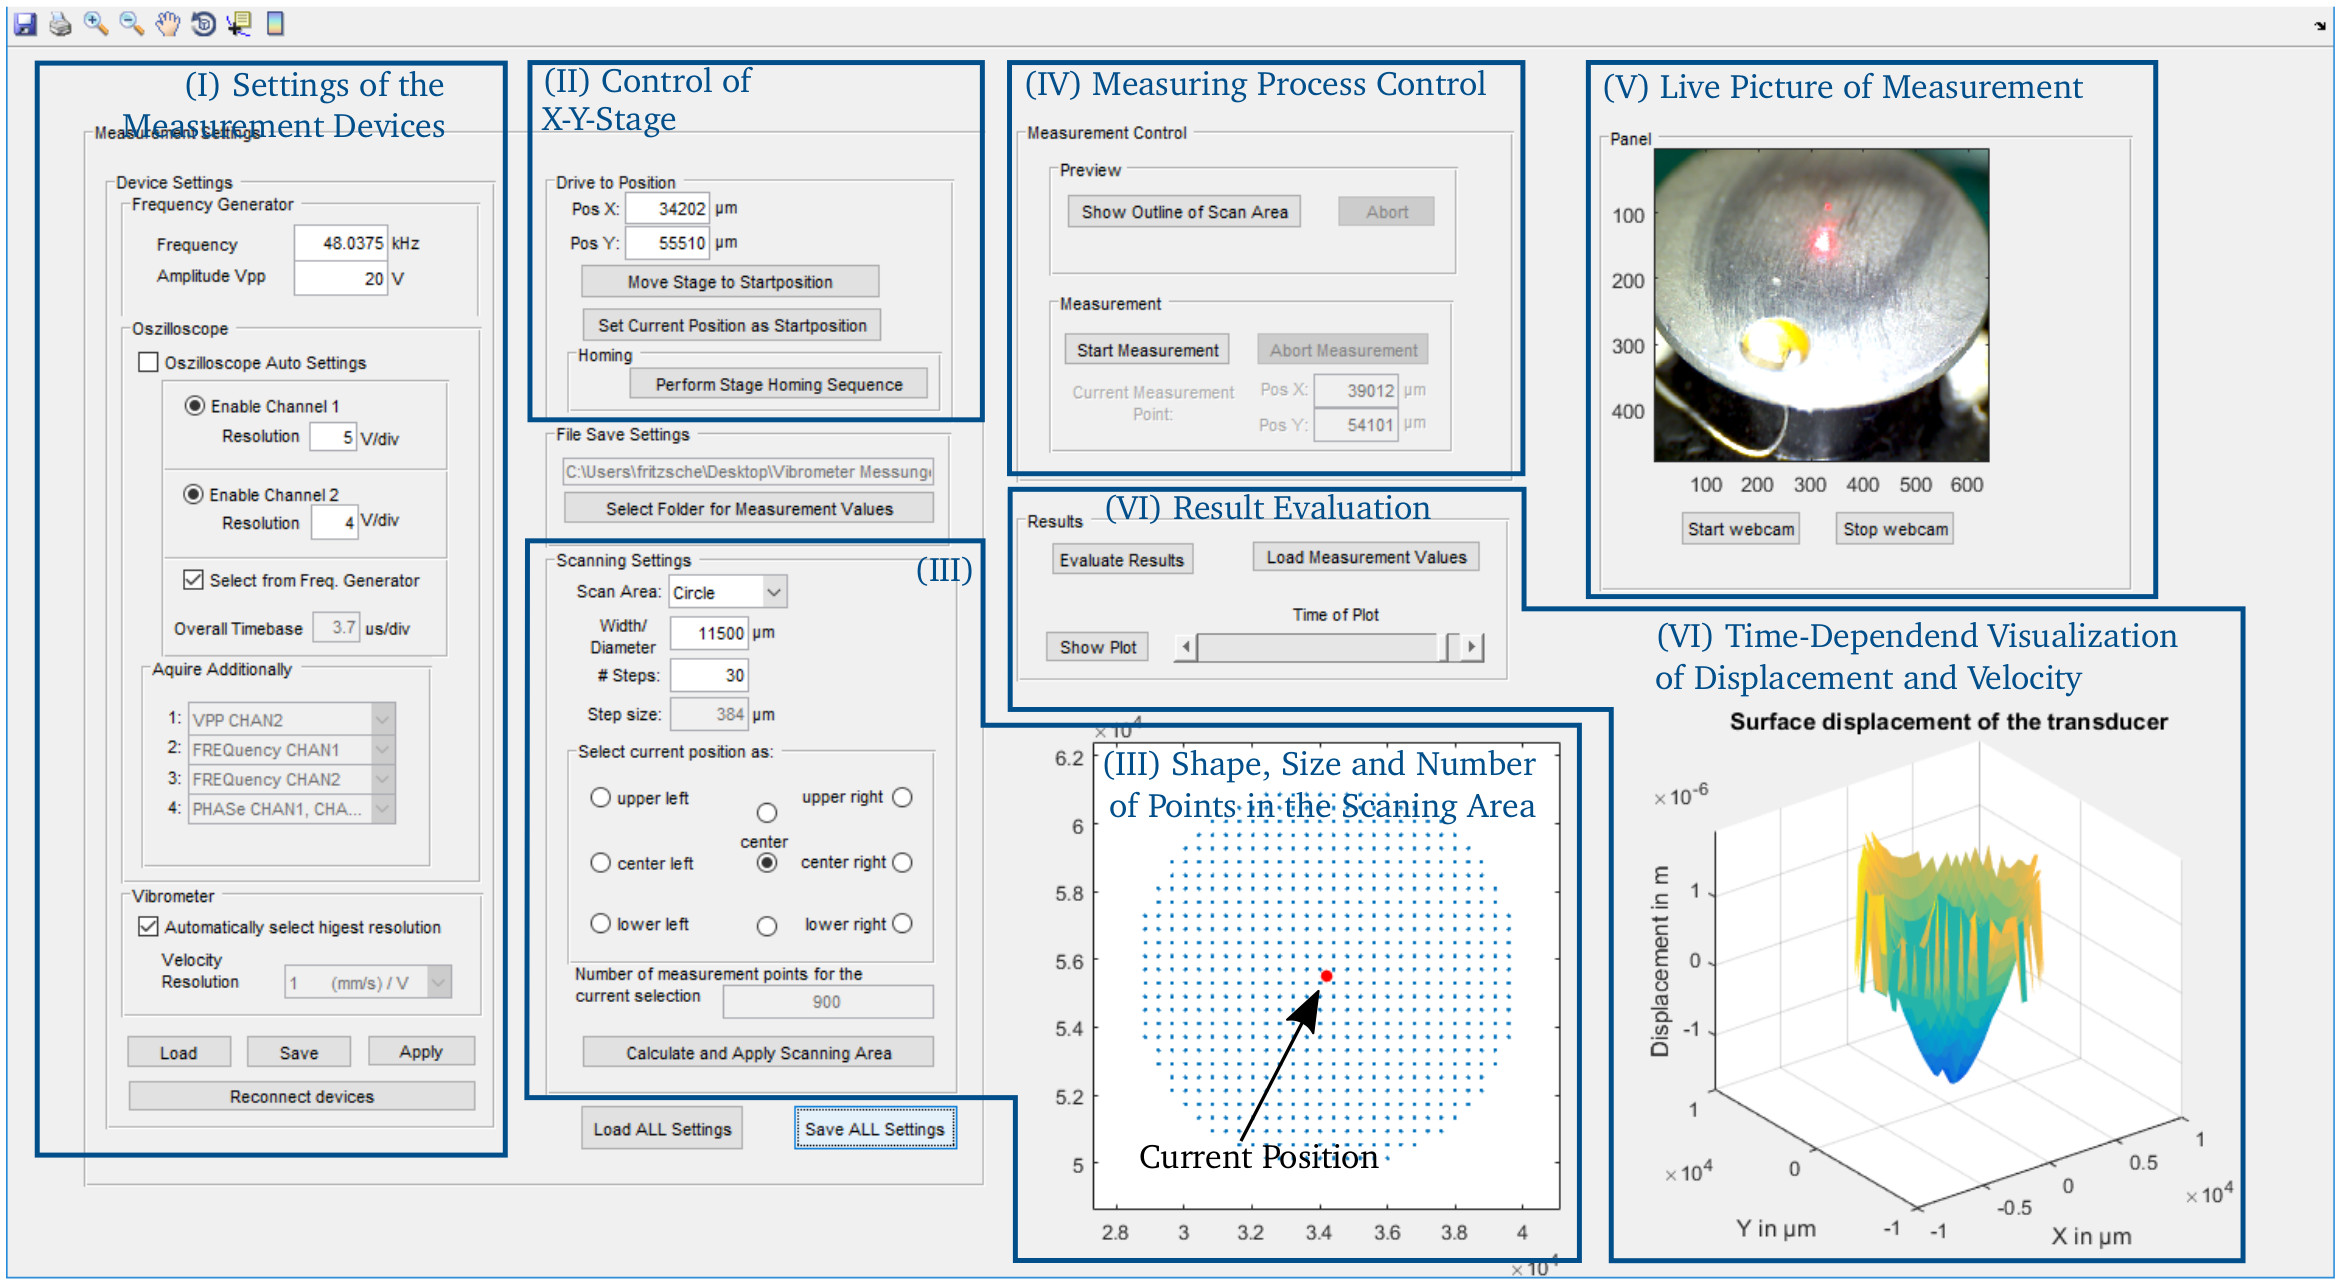 (I) Settings of the
Measurement Devices
Measurement Settings
Device Settings
Frequency Generator
Frequency 48.0375 kHz
Amplitude Vpp 20 V
Oszilloscope
Oszilloscope Auto Settings
Enable Channel 1
Resolution 5 V/div
Enable Channel 2
Resolution 4 V/div
Select from Freq. Generator
Overall Timebase 3.7 us/div
Aquire Additionally
1: VPP CHAN2
2: FREQuency CHAN1
3: FREQuency CHAN2
4: PHASe CHAN1, CHA...
Vibrometer
Automatically select higest resolution
Velocity
Resolution 1 (mm/s) / V
Load Save Apply
Reconnect devices
(II) Control of
X-Y-Stage
Drive to Position
Pos X: 34202 µm
Pos Y: 55510 µm
Move Stage to Startposition
Set Current Position as Startposition
Homing
Perform Stage Homing Sequence
File Save Settings
C:\Users\fritzsche\Desktop\Vibrometer Messung
Select Folder for Measurement Values
Scanning Settings
(III)
Scan Area: Circle
Width/
Diameter 11500 µm
# Steps: 30
Step size: 384 µm
Select current position as:
upper left upper right
center
center left center right
lower left lower right
Number of measurement points for the
current selection 900
Calculate and Apply Scanning Area
Load ALL Settings Save ALL Settings
(IV) Measuring Process Control
Measurement Control
Preview
Show Outline of Scan Area Abort
Measurement
Start Measurement Abort Measurement
Current Measurement
Point:
Pos X: 39012 µm
Pos Y: 54101 µm
(VI) Result Evaluation
Results
Evaluate Results Load Measurement Values
Time of Plot
Show Plot
×10⁴
(III) Shape, Size and Number
of Points in the Scaning Area
6.2
6
5.8
5.6
5.4
5.2
5
Current Position
2.8 3 3.2 3.4 3.6 3.8 4
×10⁴
(V) Live Picture of Measurement
Panel
100
200
300
400
100 200 300 400 500 600
Start webcam Stop webcam
(VI) Time-Dependend Visualization
of Displacement and Velocity
Surface displacement of the transducer
×10⁻⁶
Displacement in m
1
0
-1
1
0
-1
×10⁴
Y in µm
-1
-0.5
0
0.5
1
×10⁴
X in µm